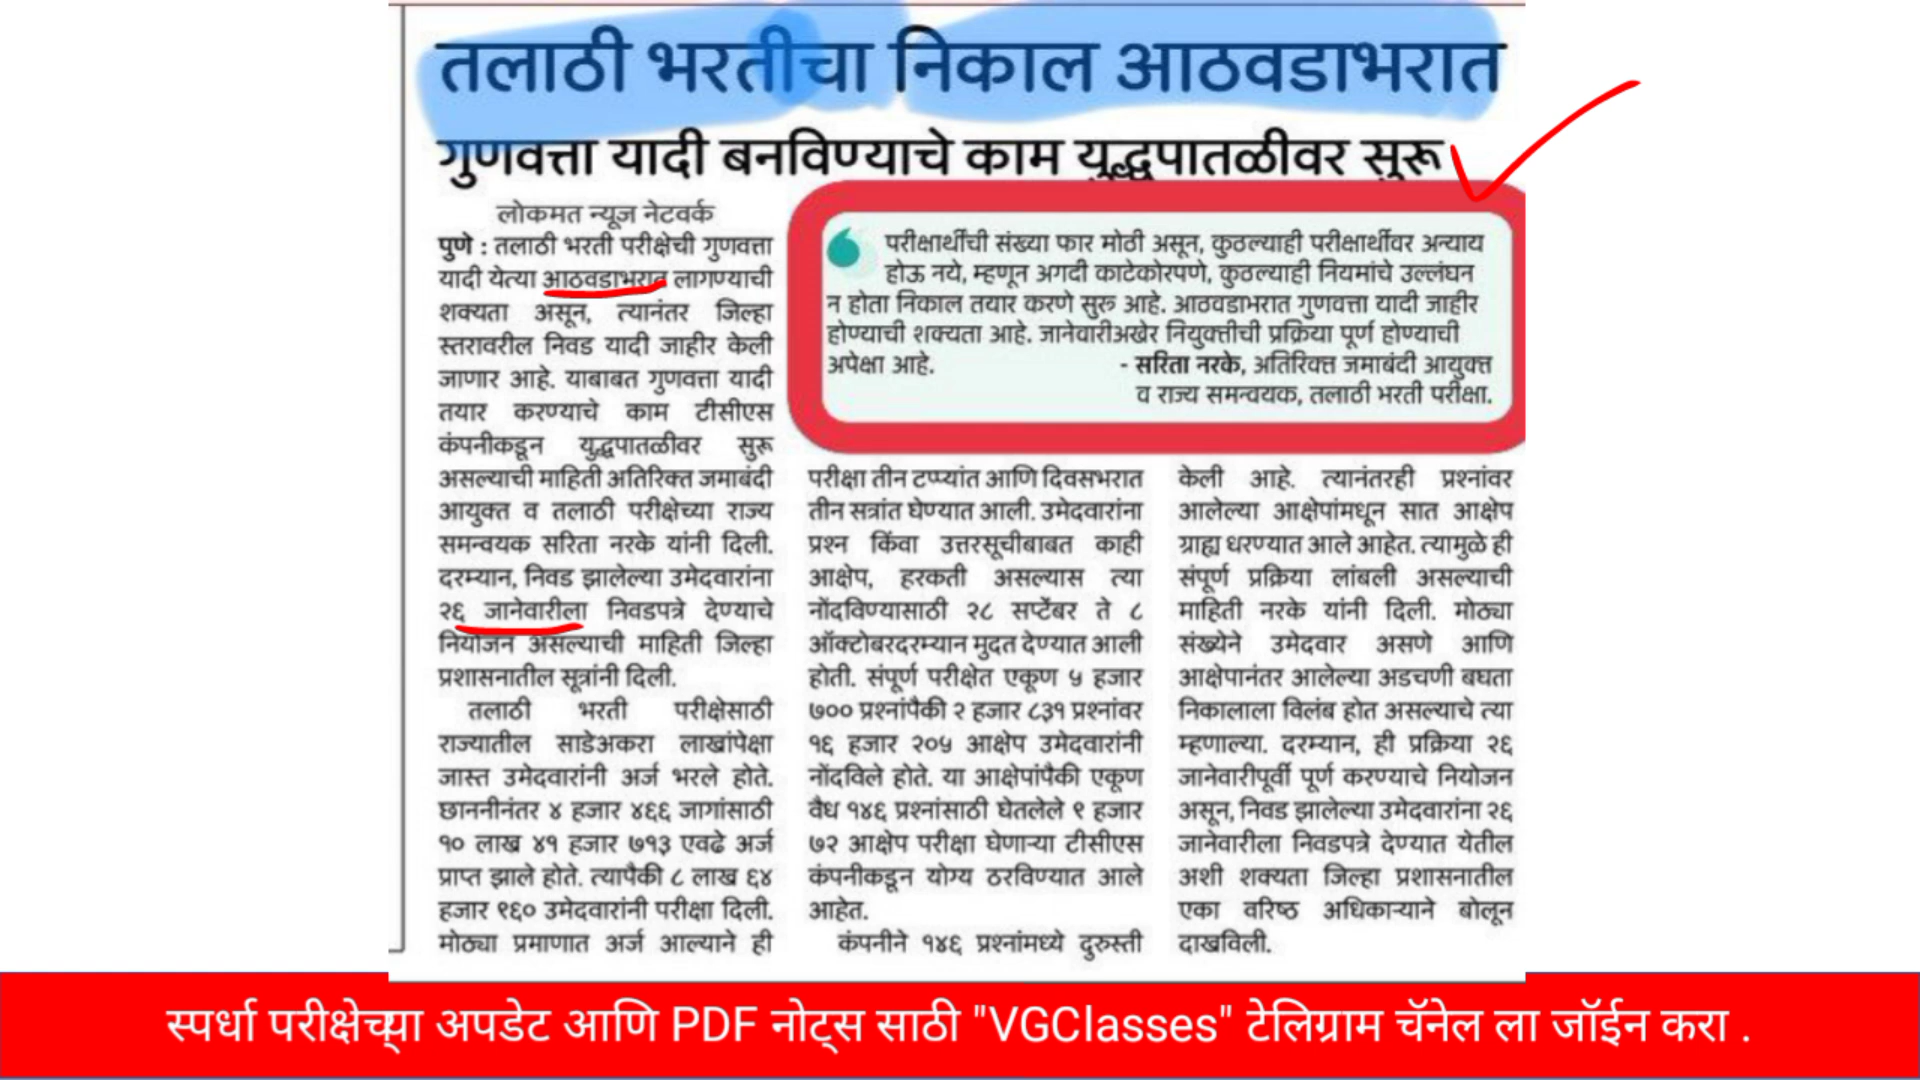 तलाठी भरतीचा निकाल आठवडाभरात
गुणवत्ता यादी बनविण्याचे काम युद्धपातळीवर सुरू
लोकमत न्यूज नेटवर्क
पुणे : तलाठी भरती परीक्षेची गुणवत्ता
यादी येत्या आठवडाभरात लागण्याची
शक्यता असून, त्यानंतर जिल्हा
स्तरावरील निवड यादी जाहीर केली
जाणार आहे. याबाबत गुणवत्ता यादी
तयार करण्याचे काम टीसीएस
कंपनीकडून युद्धपातळीवर सुरू
असल्याची माहिती अतिरिक्त जमाबंदी
आयुक्त व तलाठी परीक्षेच्या राज्य
समन्वयक सरिता नरके यांनी दिली.
दरम्यान, निवड झालेल्या उमेदवारांना
२६ जानेवारीला निवडपत्रे देण्याचे
नियोजन असल्याची माहिती जिल्हा
प्रशासनातील सूत्रांनी दिली.
तलाठी भरती परीक्षेसाठी
राज्यातील साडेअकरा लाखांपेक्षा
जास्त उमेदवारांनी अर्ज भरले होते.
छाननीनंतर ४ हजार ४६६ जागांसाठी
१० लाख ४१ हजार ७१३ एवढे अर्ज
प्राप्त झाले होते. त्यापैकी ८ लाख ६४
हजार ९६० उमेदवारांनी परीक्षा दिली.
मोठ्या प्रमाणात अर्ज आल्याने ही
परीक्षार्थींची संख्या फार मोठी असून, कुठल्याही परीक्षार्थीवर अन्याय
होऊ नये, म्हणून अगदी काटेकोरपणे, कुठल्याही नियमांचे उल्लंघन
न होता निकाल तयार करणे सुरु आहे. आठवडाभरात गुणवत्ता यादी जाहीर
होण्याची शक्यता आहे. जानेवारीअखेर नियुक्तीची प्रक्रिया पूर्ण होण्याची
अपेक्षा आहे. - सरिता नरके, अतिरिक्त जमाबंदी आयुक्त
व राज्य समन्वयक, तलाठी भरती परीक्षा.
परीक्षा तीन टप्प्यांत आणि दिवसभरात
तीन सत्रांत घेण्यात आली. उमेदवारांना
प्रश्न किंवा उत्तरसूचीबाबत काही
आक्षेप, हरकती असल्यास त्या
नोंदविण्यासाठी २८ सप्टेंबर ते ८
ऑक्टोबरदरम्यान मुदत देण्यात आली
होती. संपूर्ण परीक्षेत एकूण ५ हजार
७०० प्रश्नांपैकी २ हजार ८३१ प्रश्नांवर
१६ हजार २०५ आक्षेप उमेदवारांनी
नोंदविले होते. या आक्षेपांपैकी एकूण
वैध १४६ प्रश्नांसाठी घेतलेले ९ हजार
७२ आक्षेप परीक्षा घेणाऱ्या टीसीएस
कंपनीकडून योग्य ठरविण्यात आले
आहेत.
कंपनीने १४६ प्रश्नांमध्ये दुरुस्ती
केली आहे. त्यानंतरही प्रश्नांवर
आलेल्या आक्षेपांमधून सात आक्षेप
ग्राह्य धरण्यात आले आहेत. त्यामुळे ही
संपूर्ण प्रक्रिया लांबली असल्याची
माहिती नरके यांनी दिली. मोठ्या
संख्येने उमेदवार असणे आणि
आक्षेपानंतर आलेल्या अडचणी बघता
निकालाला विलंब होत असल्याचे त्या
म्हणाल्या. दरम्यान, ही प्रक्रिया २६
जानेवारीपूर्वी पूर्ण करण्याचे नियोजन
असून, निवड झालेल्या उमेदवारांना २६
जानेवारीला निवडपत्रे देण्यात येतील
अशी शक्यता जिल्हा प्रशासनातील
एका वरिष्ठ अधिकाऱ्याने बोलून
दाखविली.
स्पर्धा परीक्षेच्या अपडेट आणि PDF नोट्स साठी "VGClasses" टेलिग्राम चॅनेल ला जॉईन करा .